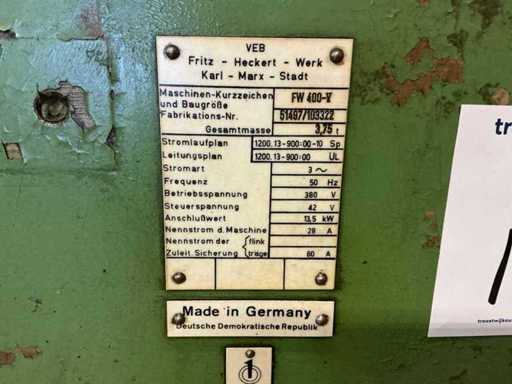 VEB
Fritz - Heckert - Werk
Karl - Marx - Stadt
Maschinen-Kurzzeichen und Baugröße FW 400-V
Fabrikations-Nr. 51497/103322
Gesamtmasse 3,75 t
Stromlaufplan 1200.13-900:00-10 Sp
Leitungsplan 1200.13-900:00 ÜL
Stromart 3 ~
Frequenz 50 Hz
Betriebsspannung 380 V
Steuerspannung 42 V
Anschlußwert 13,5 kW
Nennstrom d. Maschine 28 A
Nennstrom der { flink
Zuleit. Sicherung { träge 60 A
Made in Germany
Deutsche Demokratische Republik
1